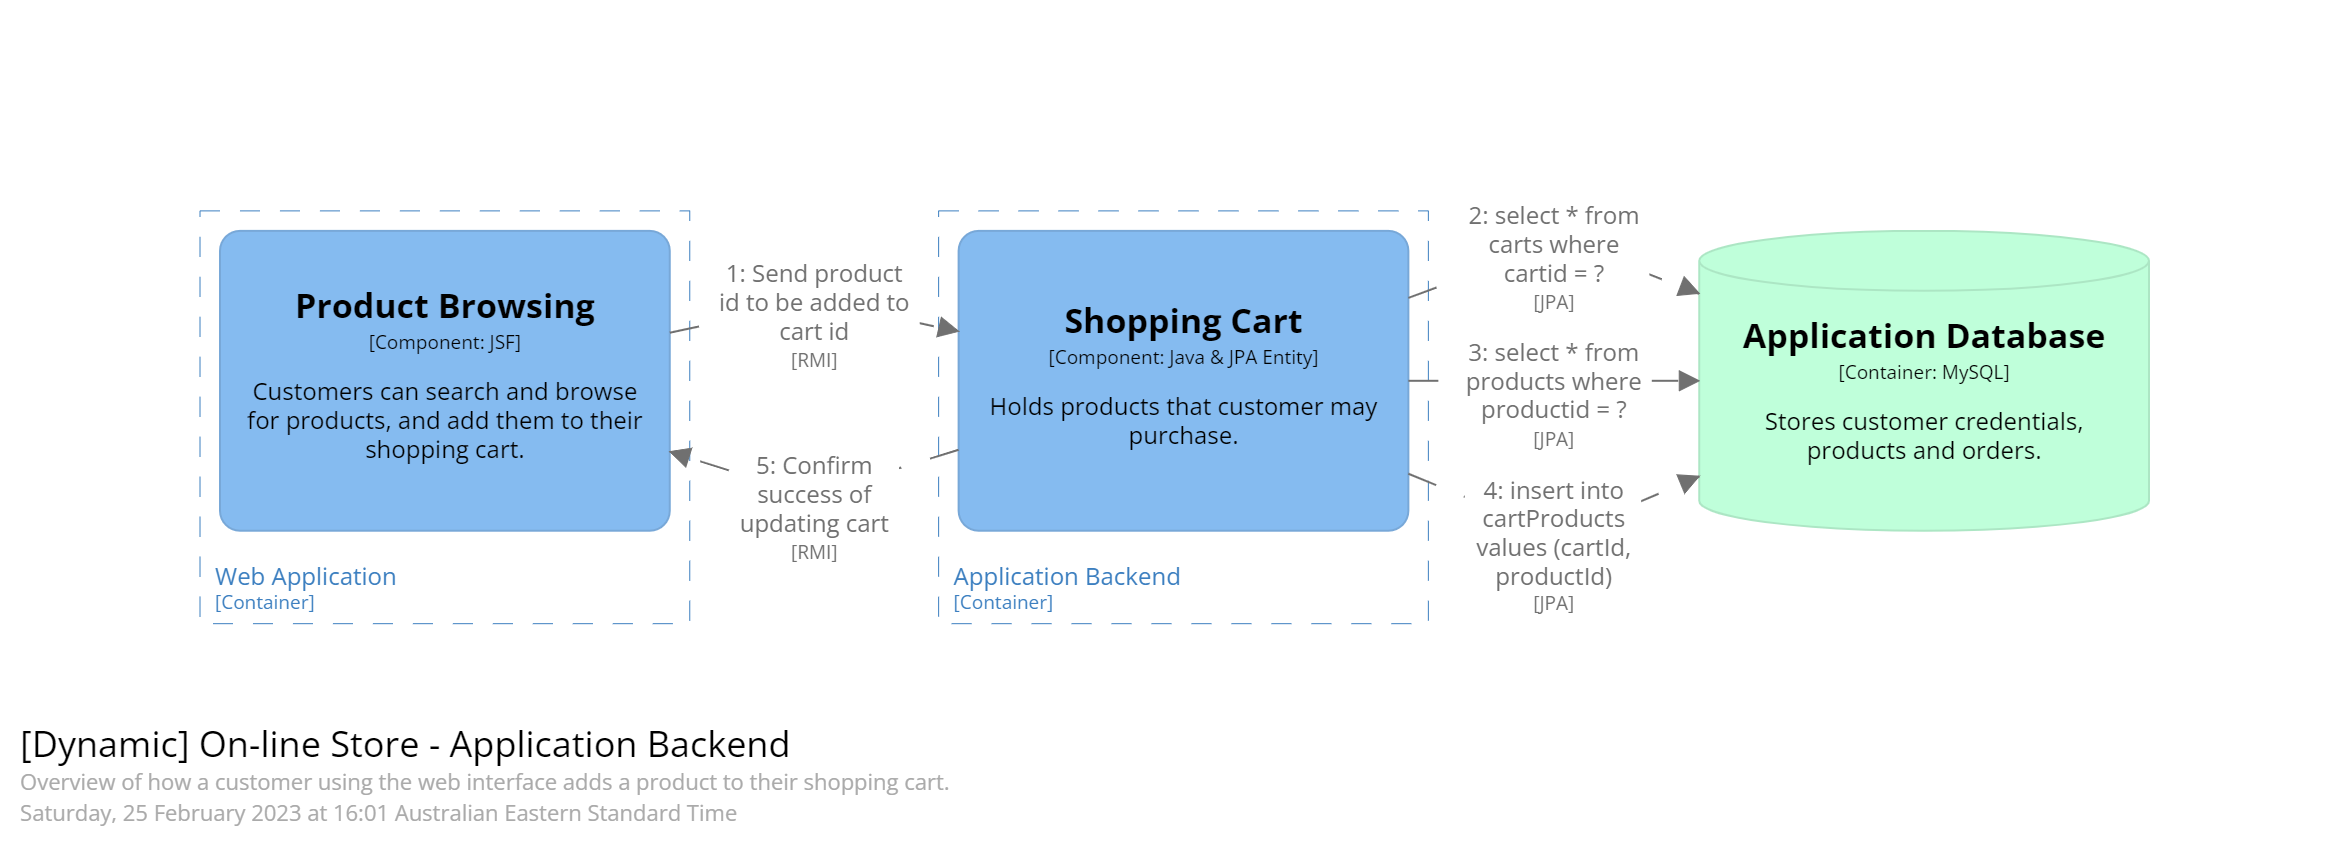 Product Browsing
[Component: JSF]
Customers can search and browse
for products, and add them to their
shopping cart.
Web Application
[Container]
1: Send product
id to be added to
cart id
[RMI]
5: Confirm
success of
updating cart
[RMI]
Shopping Cart
[Component: Java & JPA Entity]
Holds products that customer may
purchase.
Application Backend
[Container]
2: select * from
carts where
cartid = ?
[JPA]
3: select * from
products where
productid = ?
[JPA]
4: insert into
cartProducts
values (cartId,
productId)
[JPA]
Application Database
[Container: MySQL]
Stores customer credentials,
products and orders.
[Dynamic] On-line Store - Application Backend
Overview of how a customer using the web interface adds a product to their shopping cart.
Saturday, 25 February 2023 at 16:01 Australian Eastern Standard Time